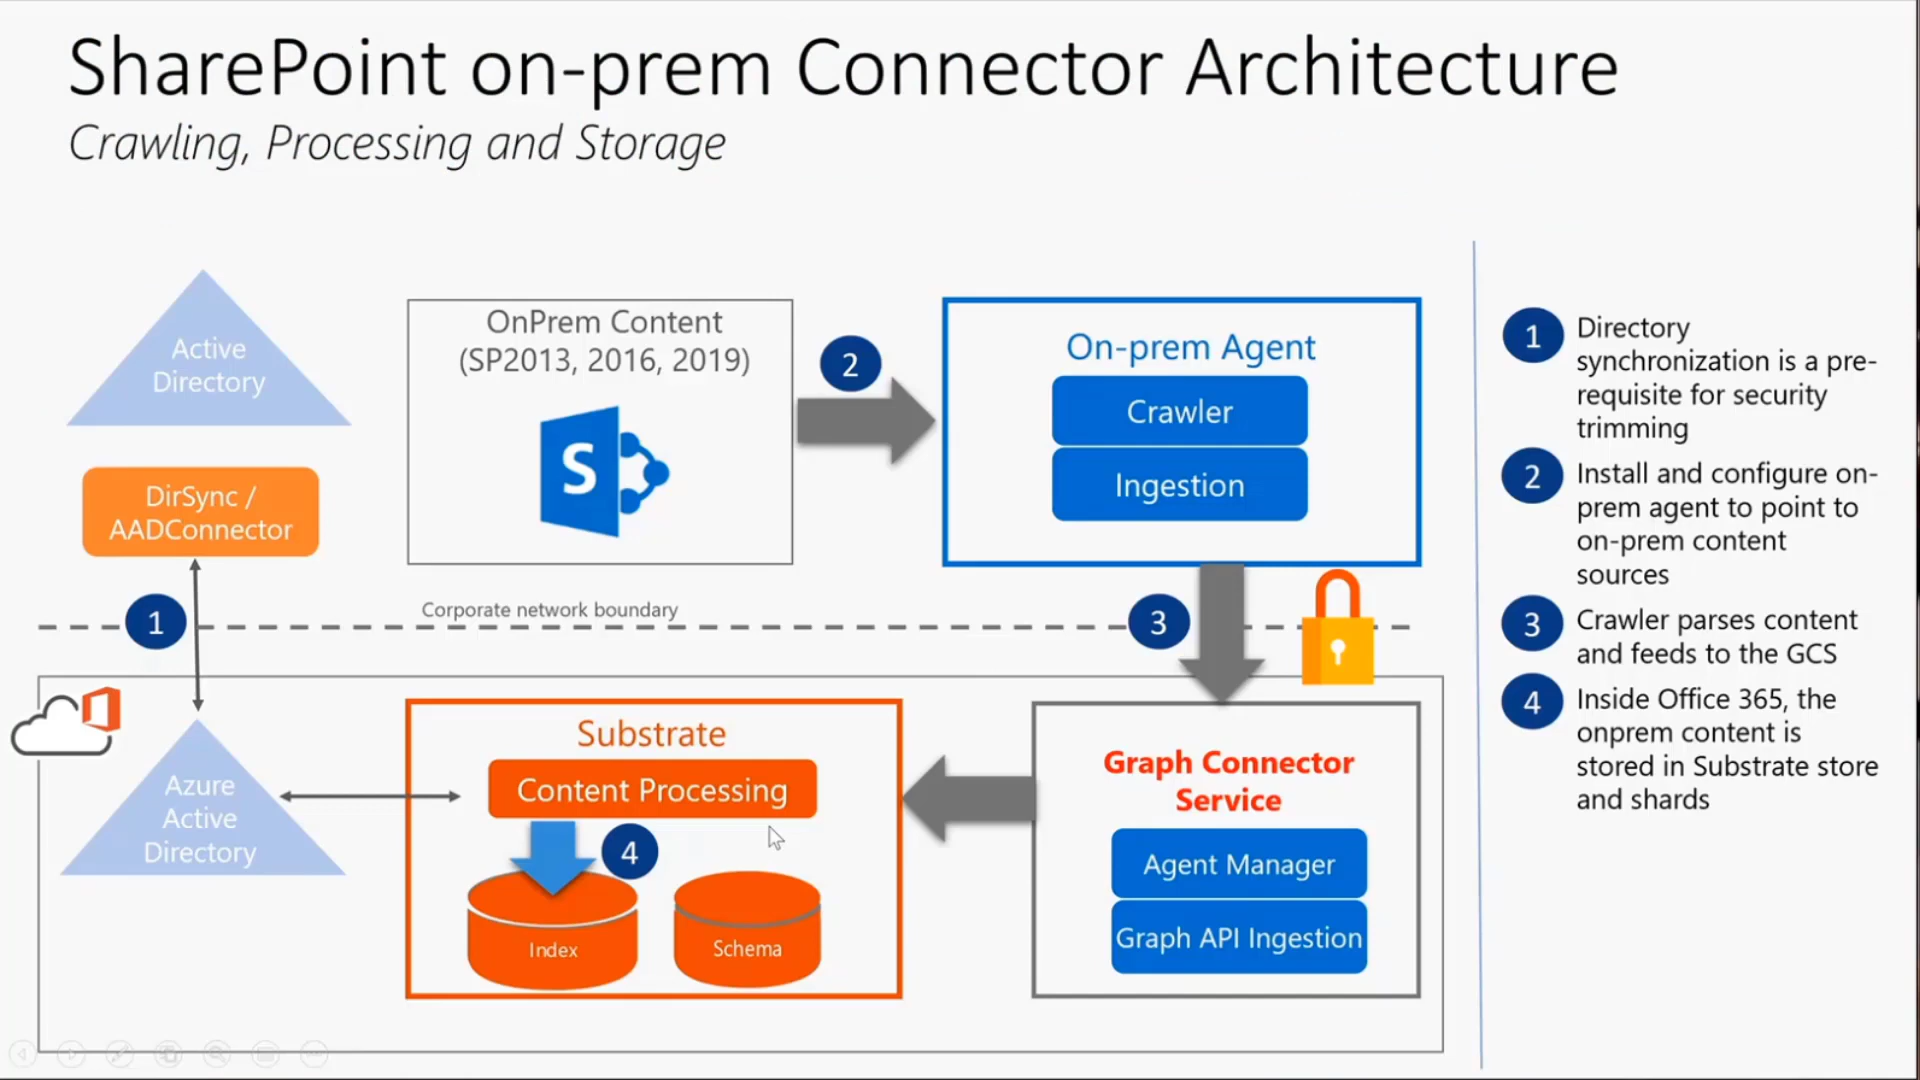 SharePoint on-prem Connector Architecture
Crawling, Processing and Storage
Active
Directory
DirSync /
AADConnector
OnPrem Content
(SP2013, 2016, 2019)
S
2
On-prem Agent
Crawler
Ingestion
Corporate network boundary
1
3
Azure
Active
Directory
Substrate
Content Processing
4
Index
Schema
Graph Connector
Service
Agent Manager
Graph API Ingestion
1
Directory
synchronization is a pre-
requisite for security
trimming
2
Install and configure on-
prem agent to point to
on-prem content
sources
3
Crawler parses content
and feeds to the GCS
4
Inside Office 365, the
onprem content is
stored in Substrate store
and shards